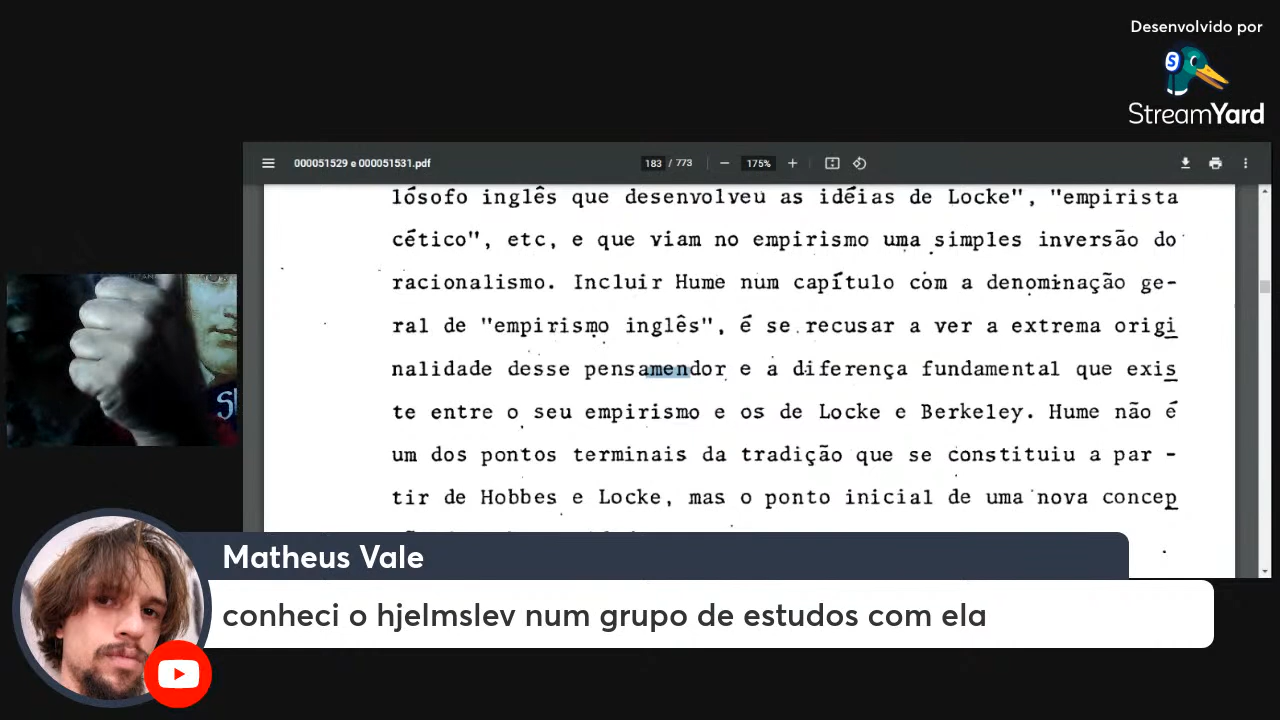 Desenvolvido por
StreamYard
000051529 e 000051531.pdf
183 / 773
175%
lósofo inglês que desenvolveu as idéias de Locke", "empirista
cético", etc, e que viam no empirismo uma simples inversão do
racionalismo. Incluir Hume num capítulo com a denominação ge-
ral de "empirismo inglês", é se recusar a ver a extrema origi
nalidade desse pensamendor e a diferença fundamental que exis
te entre o seu empirismo e os de Locke e Berkeley. Hume não é
um dos pontos terminais da tradição que se constituiu a par -
tir de Hobbes e Locke, mas o ponto inicial de uma nova concep
Matheus Vale
conheci o hjelmslev num grupo de estudos com ela